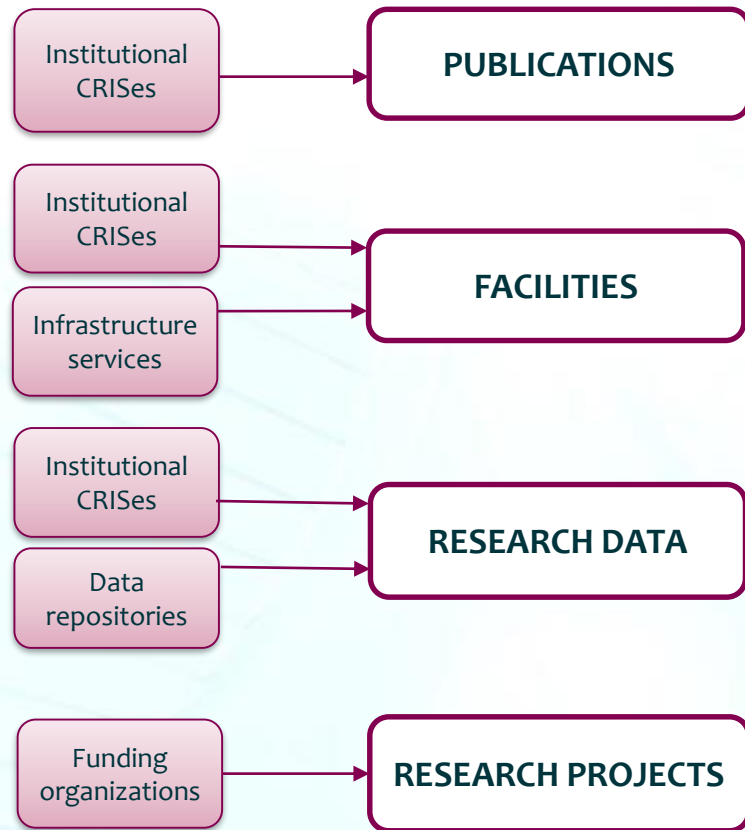 Institutional
CRISes
PUBLICATIONS
Institutional
CRISes
FACILITIES
Infrastructure
services
Institutional
CRISes
RESEARCH DATA
Data
repositories
Funding
organizations
RESEARCH PROJECTS